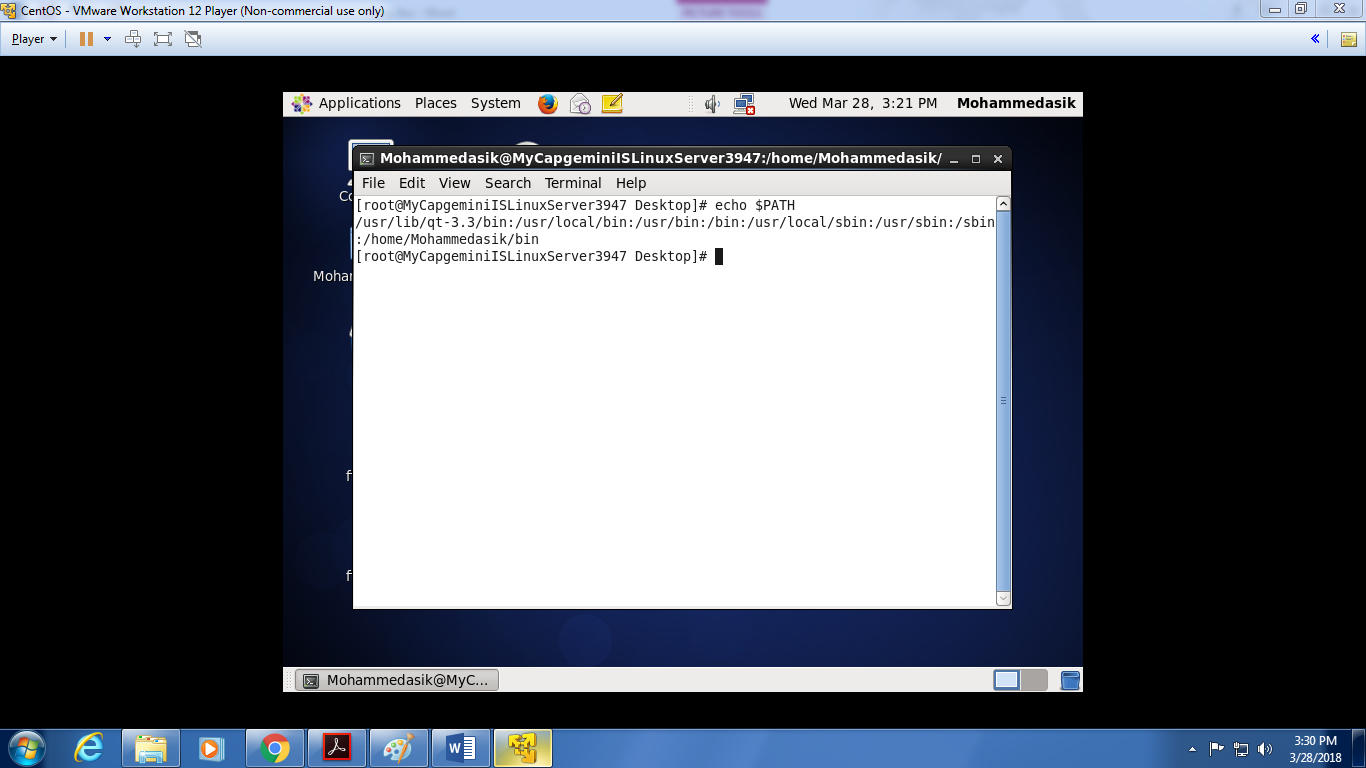 CentOS - VMware Workstation 12 Player (Non-commercial use only)
Player
Applications Places System Wed Mar 28, 3:21 PM Mohammedasik
Mohammedasik@MyCapgeminiISLinuxServer3947:/home/Mohammedasik/
File Edit View Search Terminal Help
[root@MyCapgeminiISLinuxServer3947 Desktop]# echo $PATH
/usr/lib/qt-3.3/bin:/usr/local/bin:/usr/bin:/bin:/usr/local/sbin:/usr/sbin:/sbin
:/home/Mohammedasik/bin
[root@MyCapgeminiISLinuxServer3947 Desktop]#
Mohammedasik@MyC...
3:30 PM
3/28/2018